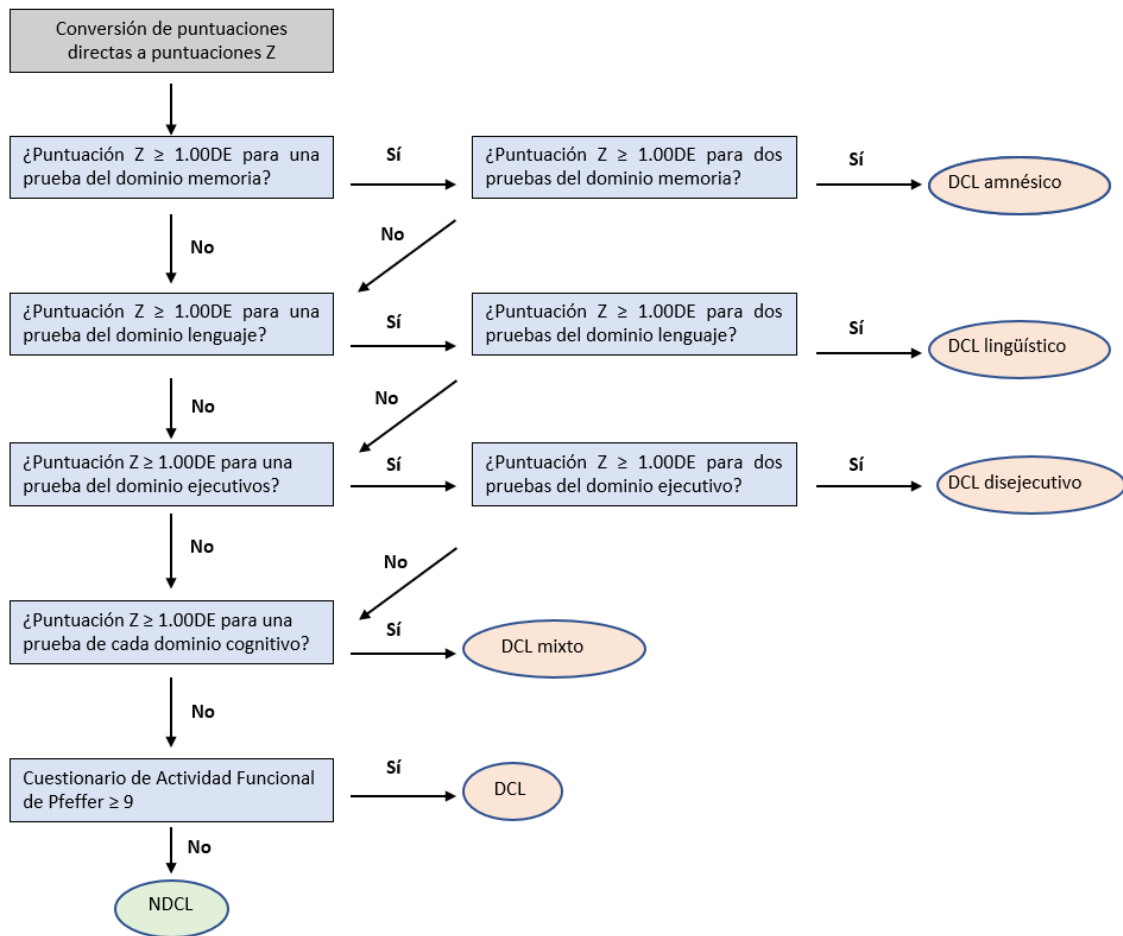 Conversión de puntuaciones
directas a puntuaciones Z
¿Puntuación Z ≥ 1.00DE para una
prueba del dominio memoria?
Sí
¿Puntuación Z ≥ 1.00DE para dos
pruebas del dominio memoria?
Sí
DCL amnésico
No
No
¿Puntuación Z ≥ 1.00DE para una
prueba del dominio lenguaje?
Sí
¿Puntuación Z ≥ 1.00DE para dos
pruebas del dominio lenguaje?
Sí
DCL lingüístico
No
No
¿Puntuación Z ≥ 1.00DE para una
prueba del dominio ejecutivos?
Sí
¿Puntuación Z ≥ 1.00DE para dos
pruebas del dominio ejecutivo?
Sí
DCL disejecutivo
No
No
¿Puntuación Z ≥ 1.00DE para una
prueba de cada dominio cognitivo?
Sí
DCL mixto
No
Cuestionario de Actividad Funcional
de Pfeffer ≥ 9
Sí
DCL
No
NDCL